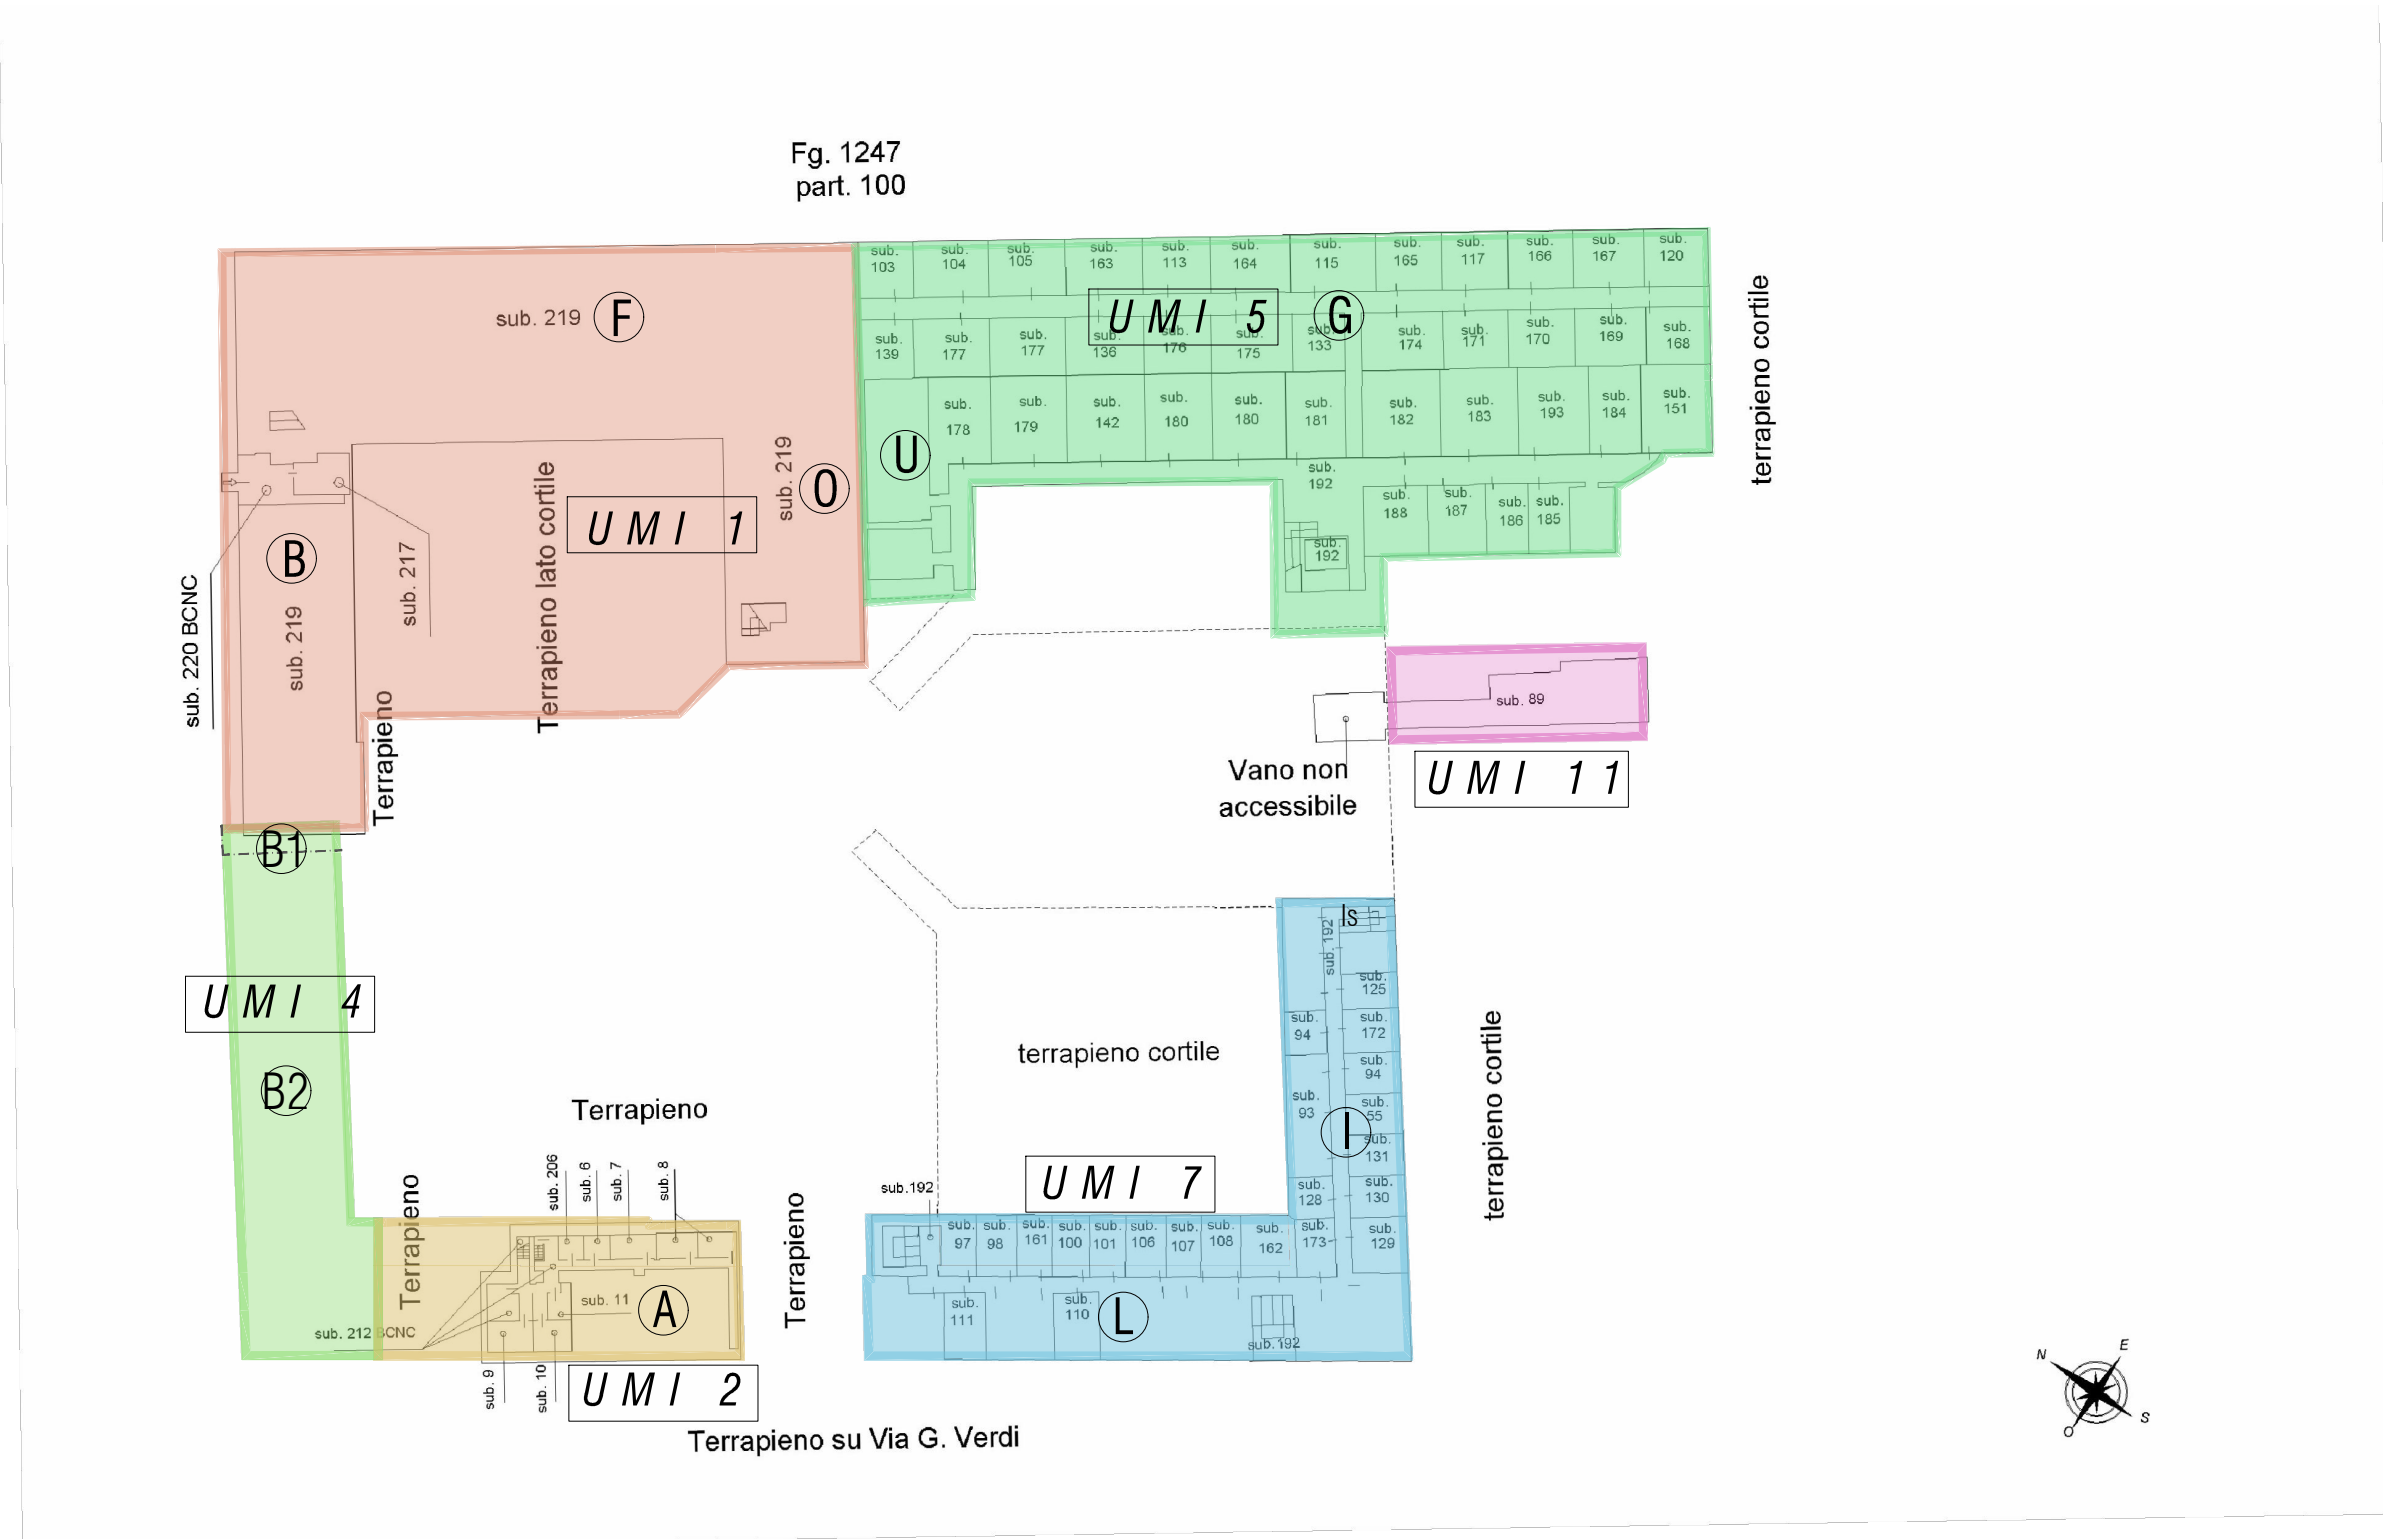 Fg. 1247
part. 100
sub. 219 F
sub. 103
sub. 104
sub. 105
sub. 163
sub. 113
sub. 164
sub. 115
sub. 165
sub. 117
sub. 166
sub. 167
sub. 120
UMI 5 G
sub. 139
sub. 177
sub. 177
sub. 136
sub. 176
sub. 175
sub. 133
sub. 174
sub. 171
sub. 170
sub. 169
sub. 168
U
sub. 178
sub. 179
sub. 142
sub. 180
sub. 180
sub. 181
sub. 182
sub. 183
sub. 193
sub. 184
sub. 151
sub. 192
sub. 188
sub. 187
sub. 186
sub. 185
sub. 192
terrapieno cortile
sub. 219
O
UMI 1
Terrapieno lato cortile
B
sub. 217
sub. 219
sub. 220 BCNC
Terrapieno
sub. 89
Vano non
accessibile
UMI 11
B1
UMI 4
B2
Is
sub. 192
sub. 125
sub. 94
sub. 172
sub. 94
sub. 93
sub. 55
I
sub. 131
sub. 128
sub. 130
sub. 173
sub. 129
terrapieno cortile
terrapieno cortile
Terrapieno
UMI 7
sub.192
sub. 97
sub. 98
sub. 161
sub. 100
sub. 101
sub. 106
sub. 107
sub. 108
sub. 162
sub. 111
sub. 110
L
sub.192
Terrapieno
Terrapieno
sub. 206
sub. 6
sub. 7
sub. 8
sub. 11
A
sub. 212 BCNC
sub. 9
sub. 10
UMI 2
Terrapieno su Via G. Verdi
N
E
S
O